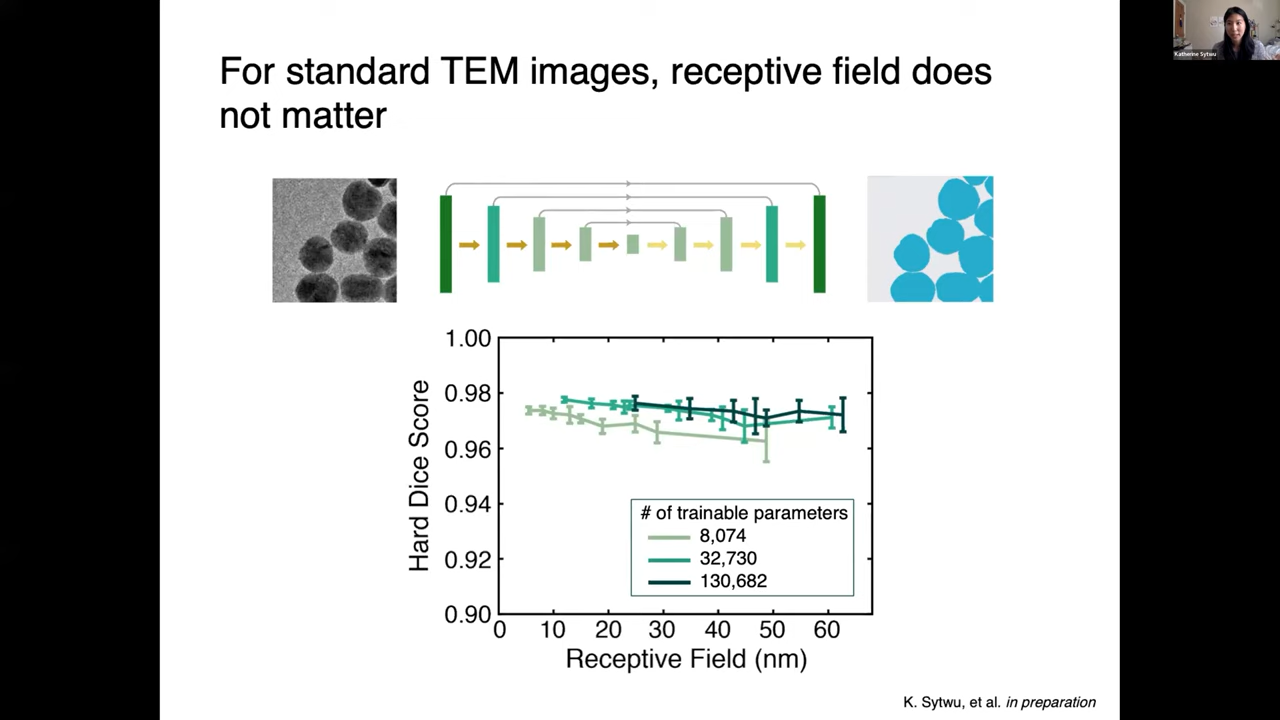 Katherine Sytwu
For standard TEM images, receptive field does
not matter
1.00
0.98
0.96
0.94
0.92
0.90
Hard Dice Score
# of trainable parameters
8,074
32,730
130,682
0 10 20 30 40 50 60
Receptive Field (nm)
K. Sytwu, et al. in preparation